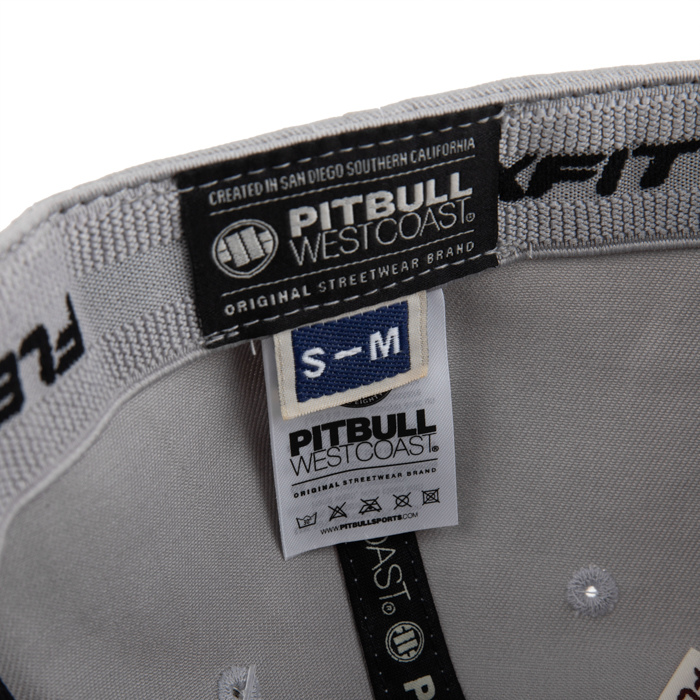 CREATED IN SAN DIEGO SOUTHERN CALIFORNIA
PITBULL
WESTCOAST®
ORIGINAL STREETWEAR BRAND
XFIT
FLE
S-M
PITBULL
WESTCOAST®
ORIGINAL STREETWEAR BRAND
WWW.PITBULLSPORTS.COM
OAST®
P